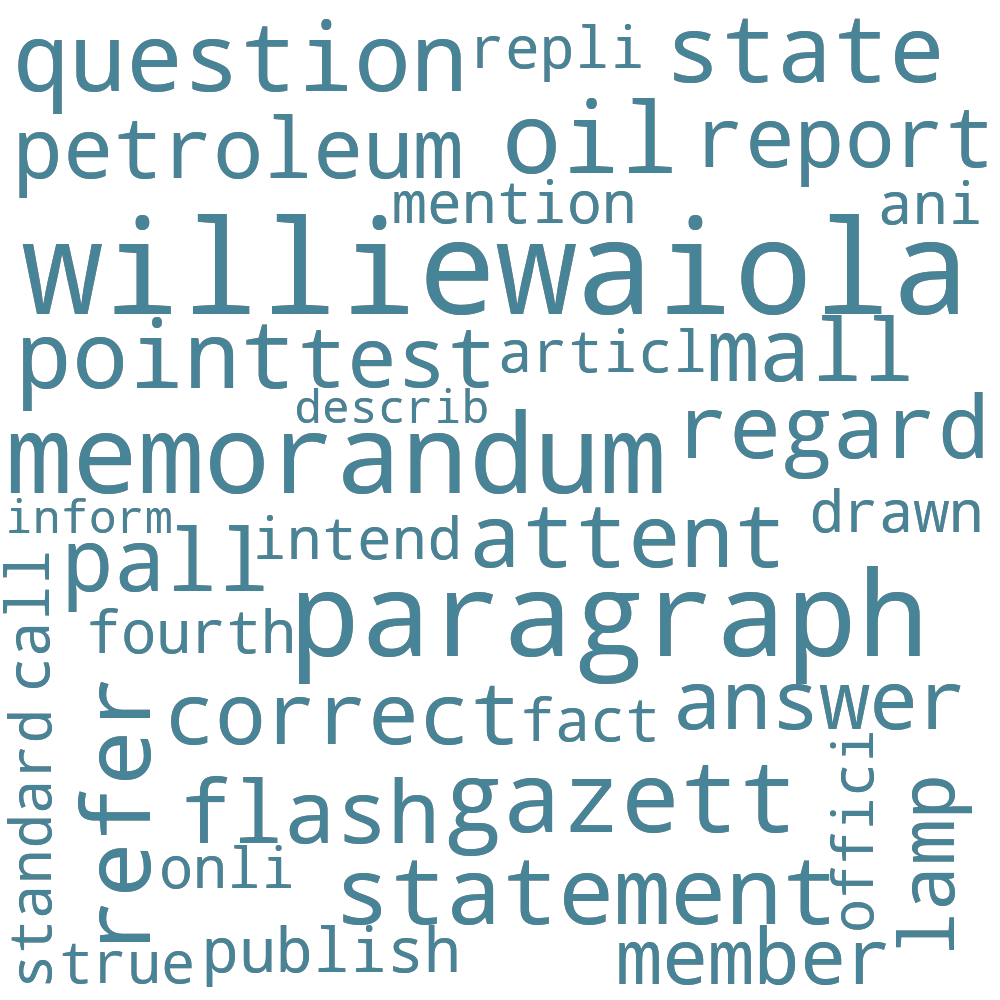 question repli state
petroleum oil report
mention ani
williewaiola
point test articl mall
describ
memorandum regard
inform pall intend attent drawn
call
fourth paragraph
standard refer correct fact answer
flash gazett offici lamp
onli statement
true publish member